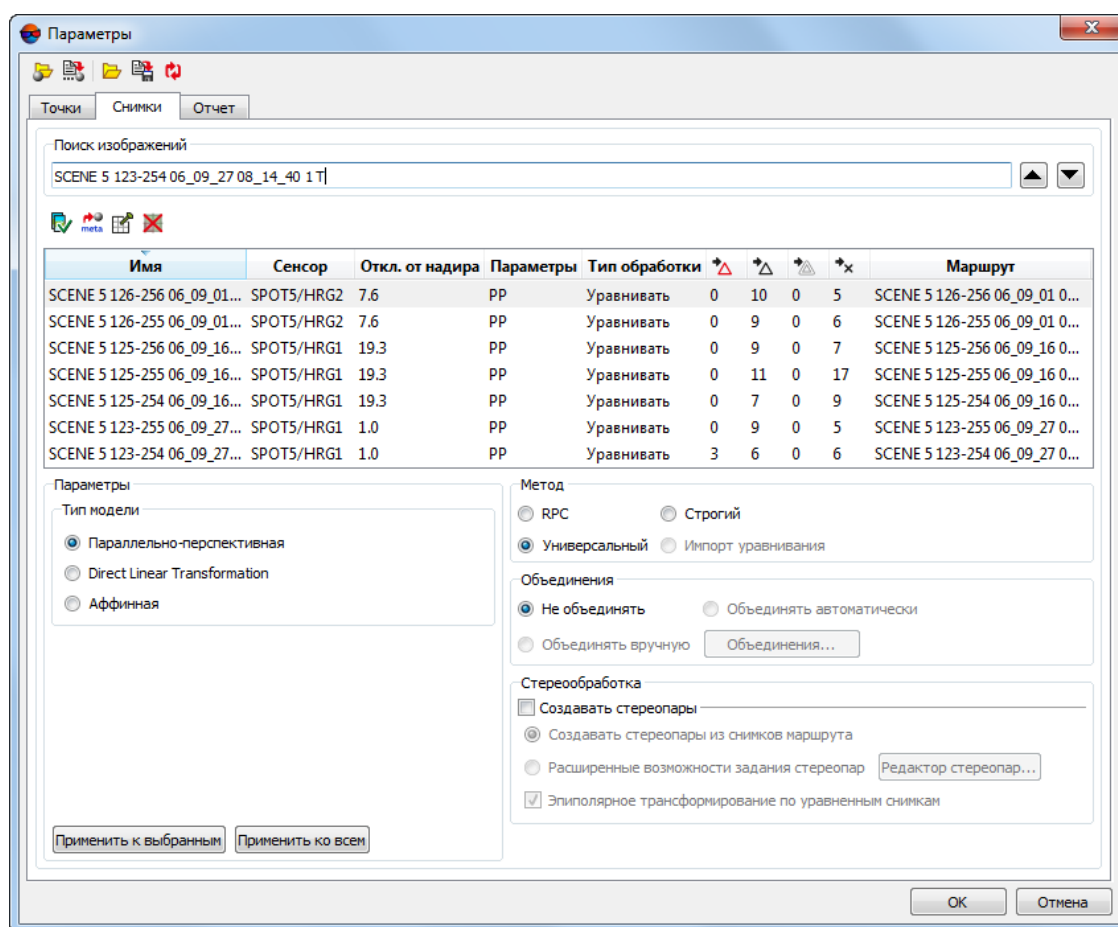 Параметры
Точки Снимки Отчет
Поиск изображений
SCENE 5 123-254 06_09_27 08_14_40 1 T
meta
Имя Сенсор Откл. от надира Параметры Тип обработки Маршрут
SCENE 5 126-256 06_09_01... SPOT5/HRG2 7.6 PP Уравнивать 0 10 0 5 SCENE 5 126-256 06_09_01 0...
SCENE 5 126-255 06_09_01... SPOT5/HRG2 7.6 PP Уравнивать 0 9 0 6 SCENE 5 126-255 06_09_01 0...
SCENE 5 125-256 06_09_16... SPOT5/HRG1 19.3 PP Уравнивать 0 9 0 7 SCENE 5 125-256 06_09_16 0...
SCENE 5 125-255 06_09_16... SPOT5/HRG1 19.3 PP Уравнивать 0 11 0 17 SCENE 5 125-255 06_09_16 0...
SCENE 5 125-254 06_09_16... SPOT5/HRG1 19.3 PP Уравнивать 0 7 0 9 SCENE 5 125-254 06_09_16 0...
SCENE 5 123-255 06_09_27... SPOT5/HRG1 1.0 PP Уравнивать 0 9 0 5 SCENE 5 123-255 06_09_27 0...
SCENE 5 123-254 06_09_27... SPOT5/HRG1 1.0 PP Уравнивать 3 6 0 6 SCENE 5 123-254 06_09_27 0...
Параметры
Тип модели
Параллельно-перспективная
Direct Linear Transformation
Аффинная
Применить к выбранным Применить ко всем
Метод
RPC Строгий
Универсальный Импорт уравнивания
Объединения
Не объединять Объединять автоматически
Объединять вручную Объединения...
Стереообработка
Создавать стереопары
Создавать стереопары из снимков маршрута
Расширенные возможности задания стереопар Редактор стереопар...
Эпиполярное трансформирование по уравненным снимкам
OK Отмена